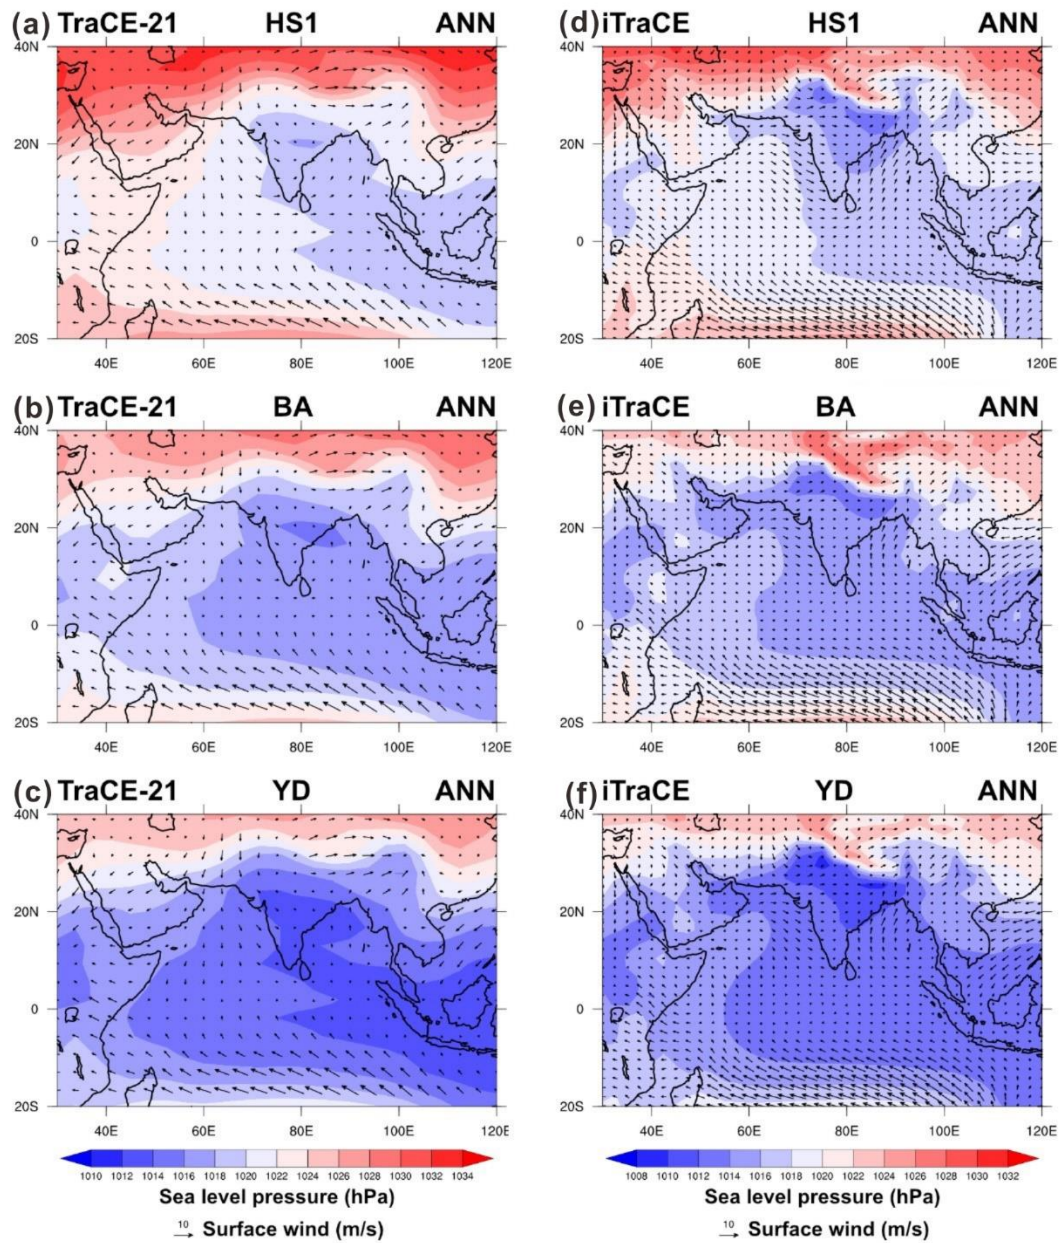 (a) TraCE-21 HS1 ANN
40N
20N
0
20S
40E 60E 80E 100E 120E
(d) iTraCE HS1 ANN
40N
20N
0
20S
40E 60E 80E 100E 120E
(b) TraCE-21 BA ANN
40N
20N
0
20S
40E 60E 80E 100E 120E
(e) iTraCE BA ANN
40N
20N
0
20S
40E 60E 80E 100E 120E
(c) TraCE-21 YD ANN
40N
20N
0
20S
40E 60E 80E 100E 120E
(f) iTraCE YD ANN
40N
20N
0
20S
40E 60E 80E 100E 120E
1010 1012 1014 1016 1018 1020 1022 1024 1026 1028 1030 1032 1034
Sea level pressure (hPa)
10
Surface wind (m/s)
1008 1010 1012 1014 1016 1018 1020 1022 1024 1026 1028 1030 1032
Sea level pressure (hPa)
10
Surface wind (m/s)